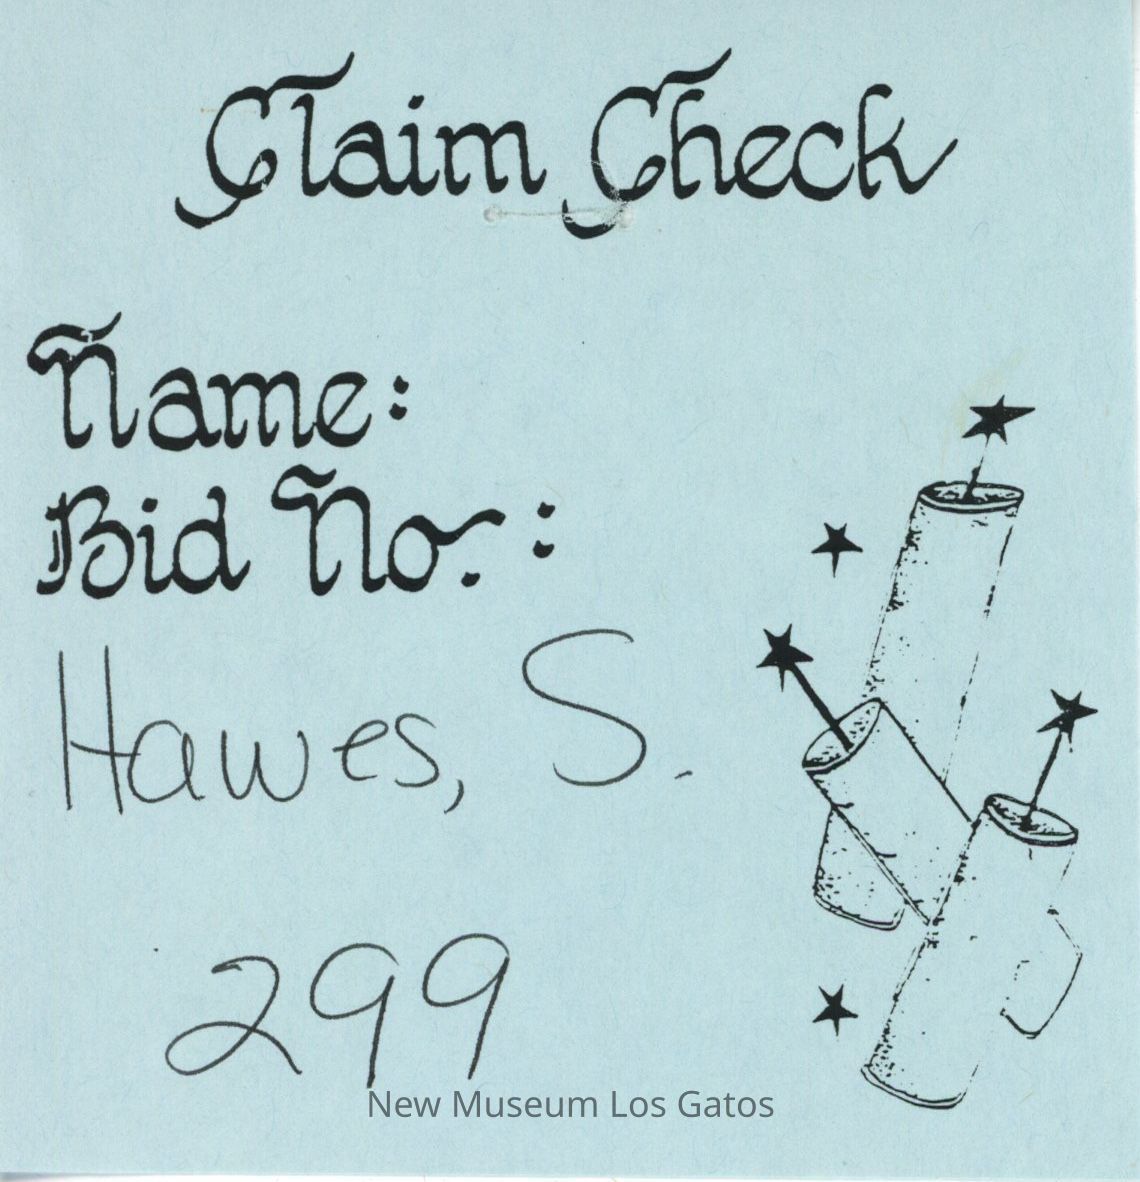 Claim Check
Name:
Bid No.:
Hawes, S.
299
New Museum Los Gatos